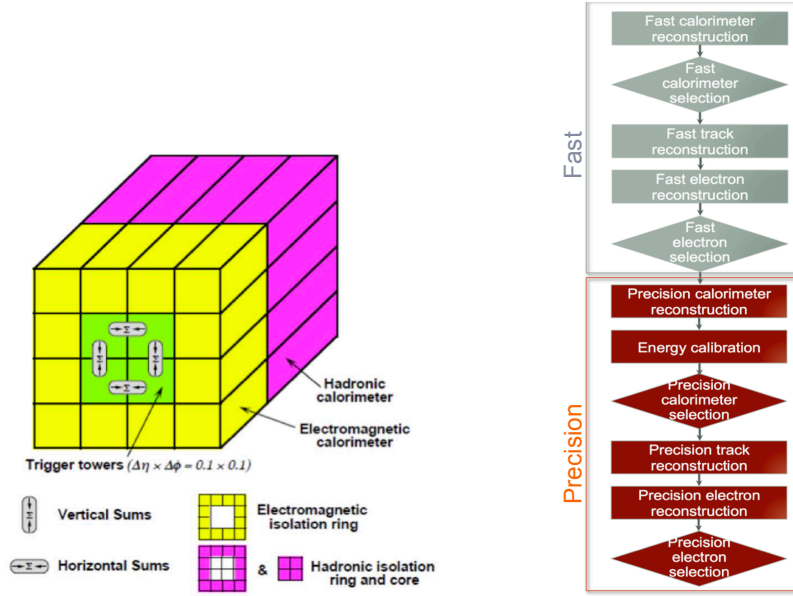 Hadronic
calorimeter
Electromagnetic
calorimeter
Trigger towers (Δη × Δϕ = 0.1 × 0.1)
Σ
Σ
Σ
Σ
Σ
Vertical Sums
Electromagnetic
isolation ring
Σ
Horizontal Sums
&
Hadronic isolation
ring and core
Fast
Fast calorimeter
reconstruction
Fast
calorimeter
selection
Fast track
reconstruction
Fast electron reconstruction
Fast
electron selection
Precision
Precision calorimeter
reconstruction
Energy calibration
Precision
calorimeter
selection
Precision track
reconstruction
Precision electron
reconstruction
Precision
electron
selection